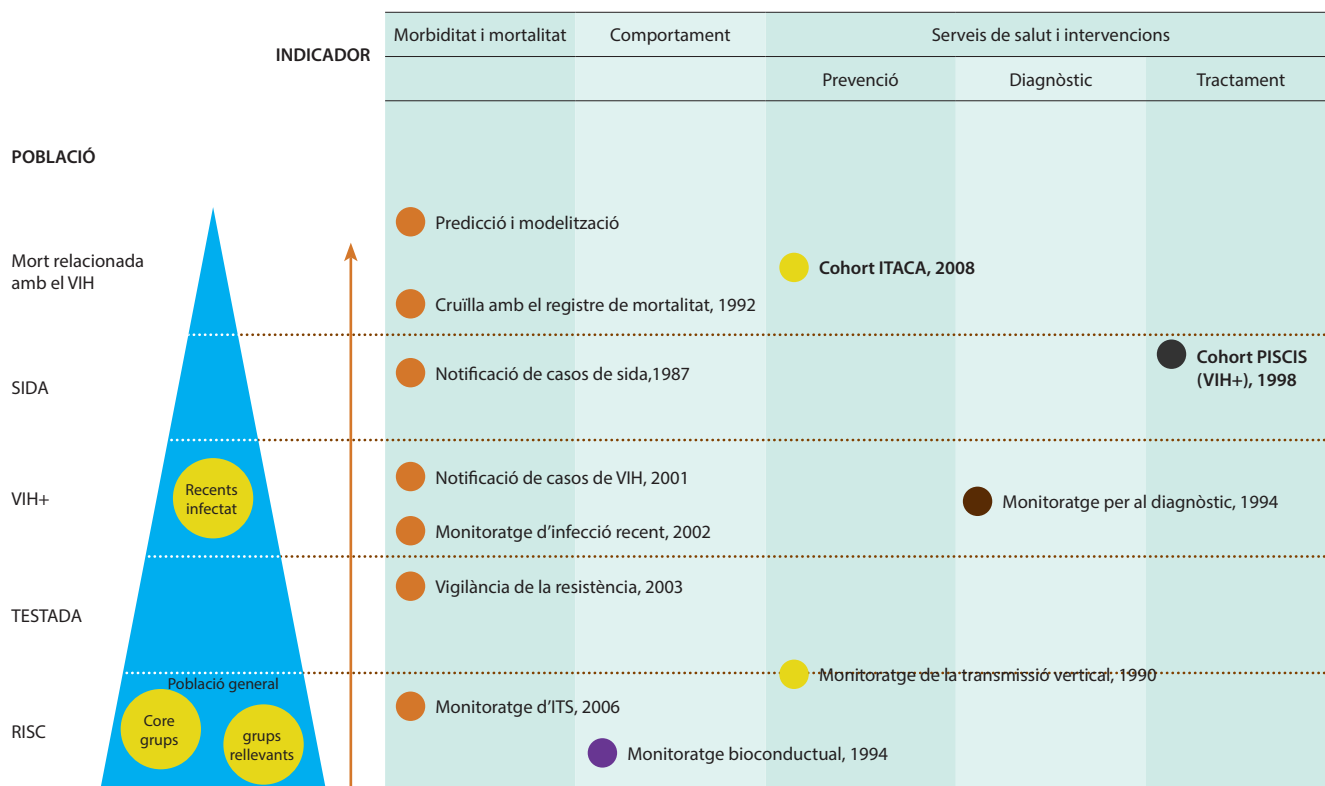 INDICADOR
Morbiditat i mortalitat
Comportament
Serveis de salut i intervencions
Prevenció
Diagnòstic
Tractament
POBLACIÓ
Predicció i modelització
Mort relacionada
amb el VIH
Cohort ITACA, 2008
Cruïlla amb el registre de mortalitat, 1992
SIDA
Notificació de casos de sida,1987
Cohort PISCIS
(VIH+), 1998
VIH+
Recents
infectat
Notificació de casos de VIH, 2001
Monitoratge d’infecció recent, 2002
Monitoratge per al diagnòstic, 1994
TESTADA
Vigilància de la resistència, 2003
Monitoratge de la transmissió vertical, 1990
RISC
Població general
Core
grups
grups
rellevants
Monitoratge d’ITS, 2006
Monitoratge bioconductual, 1994